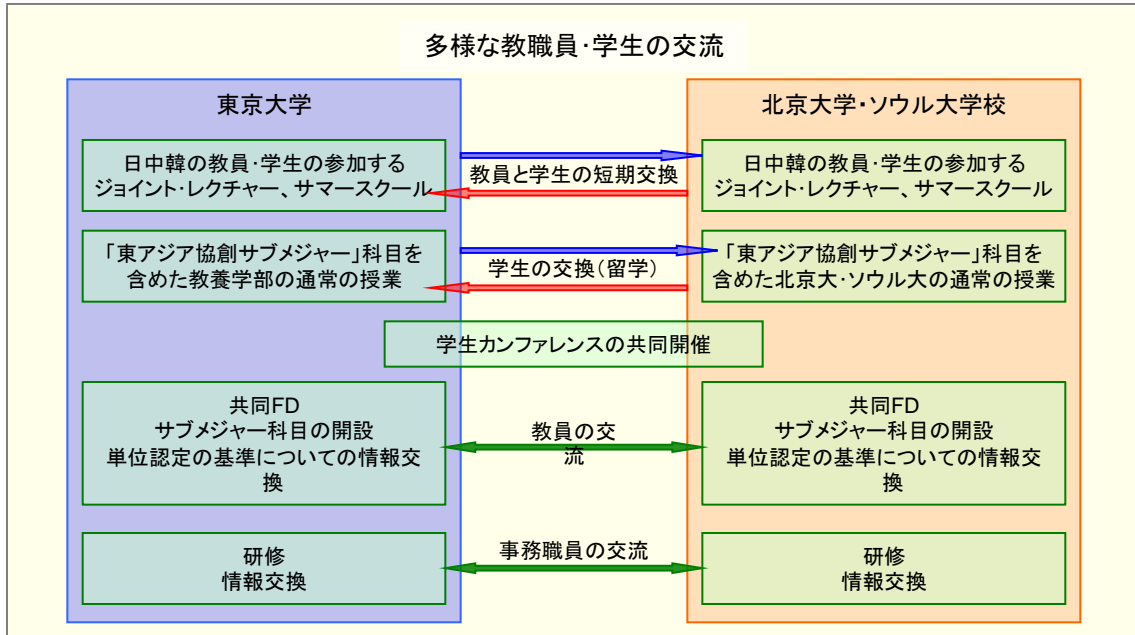 多様な教職員・学生の交流
東京大学
北京大学・ソウル大学校
日中韓の教員・学生の参加する
ジョイント・レクチャー、サマースクール
教員と学生の短期交換
日中韓の教員・学生の参加する
ジョイント・レクチャー、サマースクール
「東アジア協創サブメジャー」科目を
含めた教養学部の通常の授業
学生の交換（留学）
「東アジア協創サブメジャー」科目を
含めた北京大・ソウル大の通常の授業
学生カンファレンスの共同開催
共同FD
サブメジャー科目の開設
単位認定の基準についての情報交
換
教員の交
流
共同FD
サブメジャー科目の開設
単位認定の基準についての情報交
換
研修
情報交換
事務職員の交流
研修
情報交換